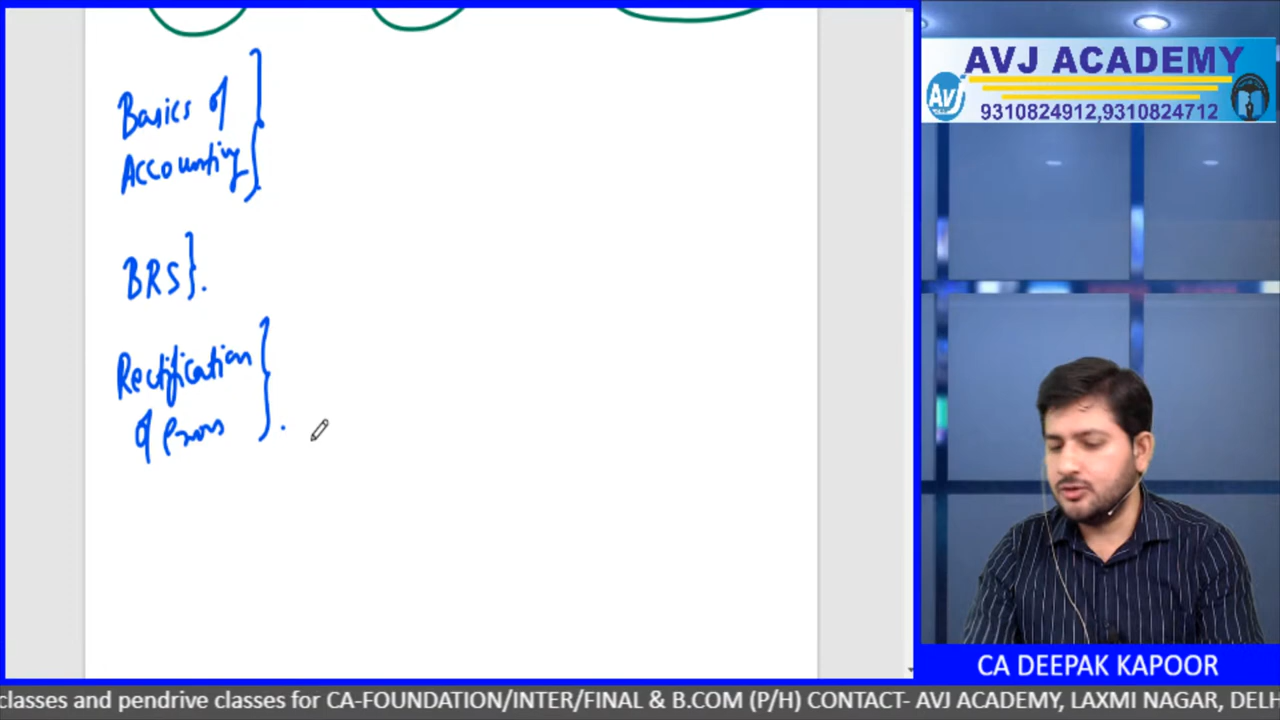 Basics of
Accounting
BRS
Rectification
of Errors
AVJ ACADEMY
AVJ
9310824912,9310824712
CA DEEPAK KAPOOR
classes and pendrive classes for CA-FOUNDATION/INTER/FINAL & B.COM (P/H) CONTACT- AVJ ACADEMY, LAXMI NAGAR, DELH